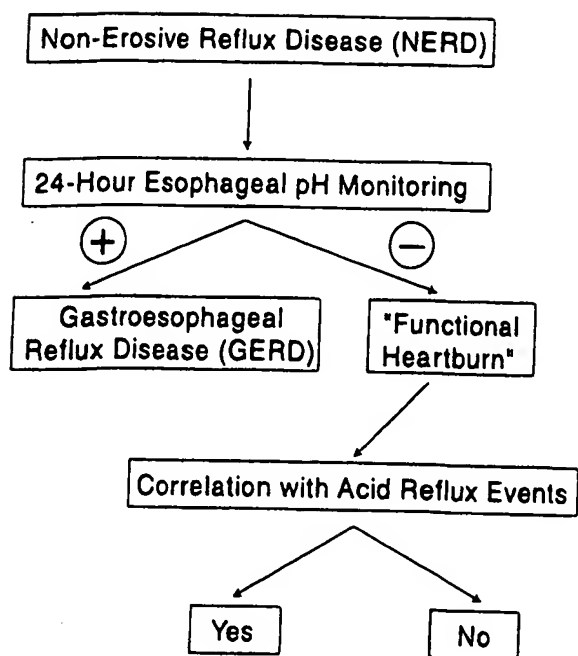 Non-Erosive Reflux Disease (NERD)
24-Hour Esophageal pH Monitoring
+
−
Gastroesophageal
Reflux Disease (GERD)
"Functional
Heartburn"
Correlation with Acid Reflux Events
Yes
No